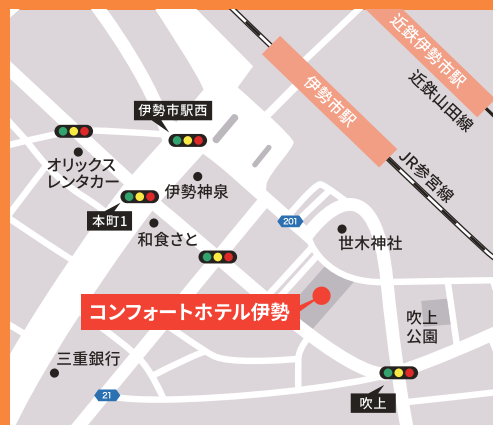 近鉄伊勢市駅
近鉄山田線
伊勢市駅
JR参宮線
伊勢市駅西
オリックス
レンタカー
伊勢神泉
本町1
和食さと
201
世木神社
コンフォートホテル伊勢
吹上
公園
三重銀行
21
吹上